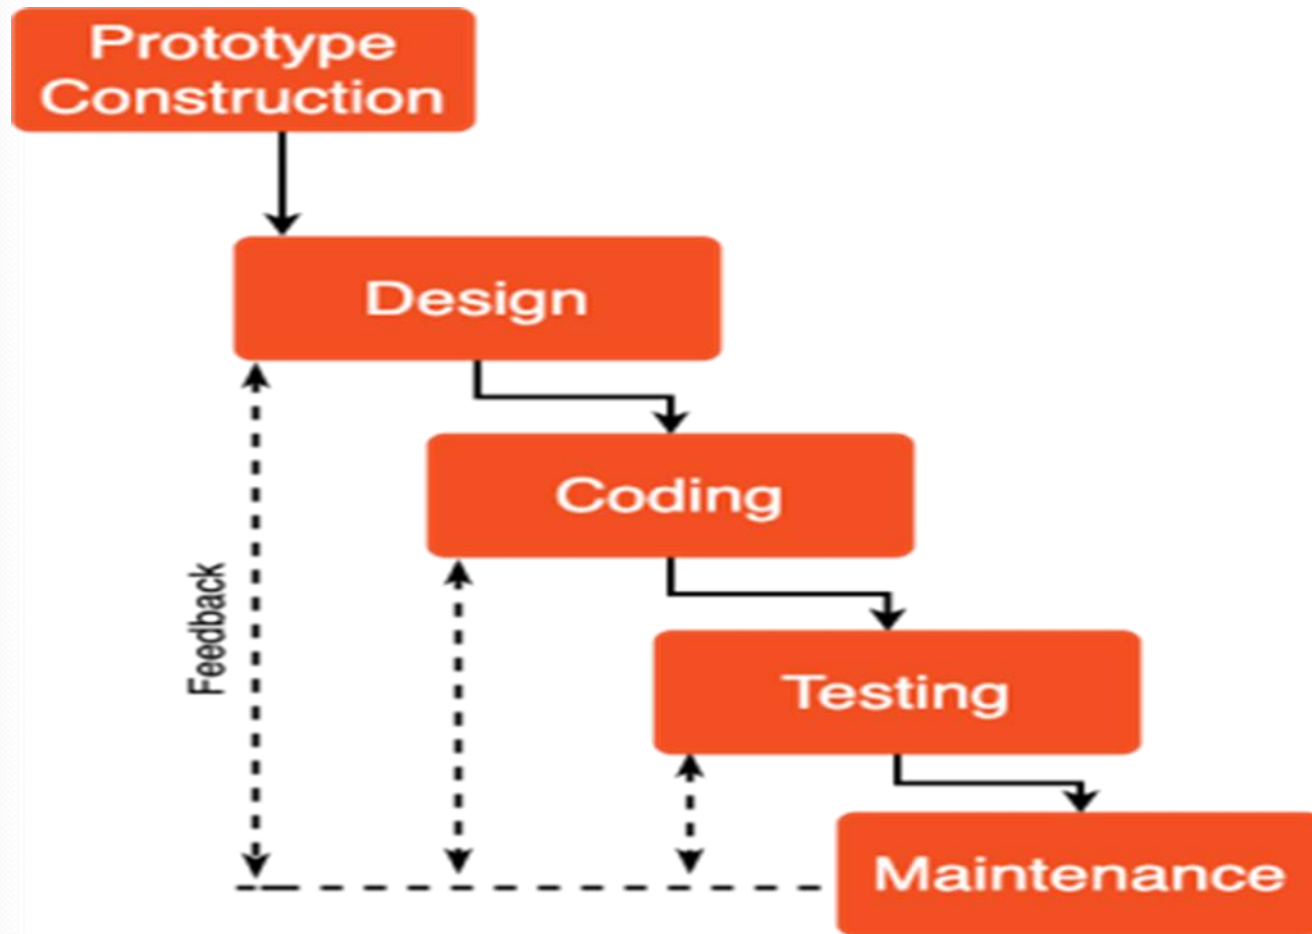 Prototype
Construction
Design
Coding
Feedback
Testing
Maintenance